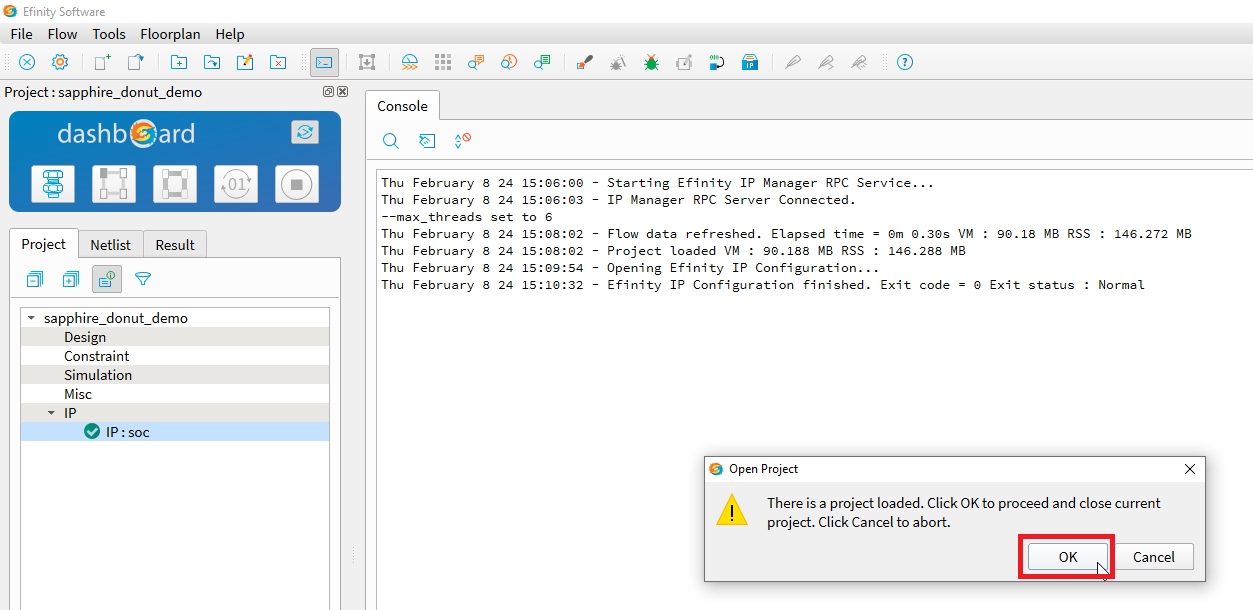 Efinity Software
File Flow Tools Floorplan Help
IP
Project : sapphire_donut_demo
dashboard
01
Project Netlist Result
sapphire_donut_demo
Design
Constraint
Simulation
Misc
IP
IP : soc
Console
Thu February 8 24 15:06:00 - Starting Efinity IP Manager RPC Service...
Thu February 8 24 15:06:03 - IP Manager RPC Server Connected.
--max_threads set to 6
Thu February 8 24 15:08:02 - Flow data refreshed. Elapsed time = 0m 0.30s VM : 90.18 MB RSS : 146.272 MB
Thu February 8 24 15:08:02 - Project loaded VM : 90.188 MB RSS : 146.288 MB
Thu February 8 24 15:09:54 - Opening Efinity IP Configuration...
Thu February 8 24 15:10:32 - Efinity IP Configuration finished. Exit code = 0 Exit status : Normal
Open Project
There is a project loaded. Click OK to proceed and close current
project. Click Cancel to abort.
OK Cancel